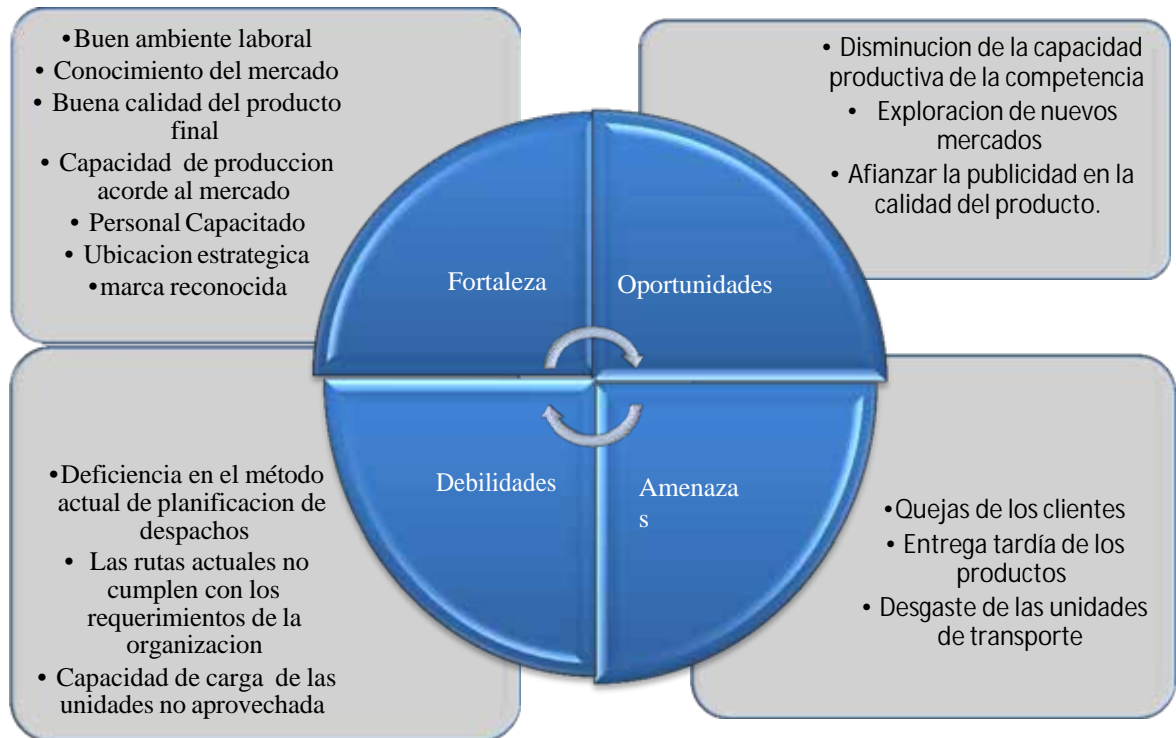 •Buen ambiente laboral
• Conocimiento del mercado
• Buena calidad del producto
final
• Capacidad de produccion
acorde al mercado
• Personal Capacitado
• Ubicacion estrategica
•marca reconocida
• Disminucion de la capacidad
productiva de la competencia
• Exploracion de nuevos
mercados
• Afianzar la publicidad en la
calidad del producto.
Fortaleza
Oportunidades
Debilidades
Amenaza
s
•Deficiencia en el método
actual de planificacion de
despachos
• Las rutas actuales no
cumplen con los
requerimientos de la
organizacion
• Capacidad de carga de las
unidades no aprovechada
•Quejas de los clientes
• Entrega tardía de los
productos
• Desgaste de las unidades
de transporte